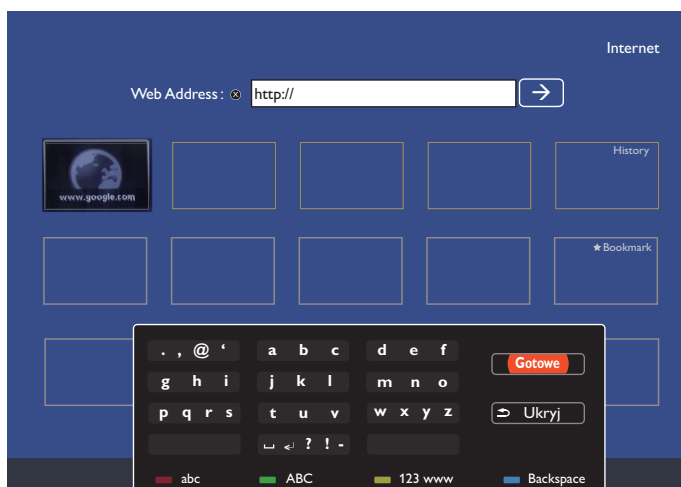 Internet
Web Address : ⓧ http:// →
www.google.com
History
★ Bookmark
. , @ ‘ a b c d e f
Gotowe
g h i j k l m n o
p q r s t u v w x y z
Ukryj
␣ ↲ ? ! -
abc ABC 123 www Backspace